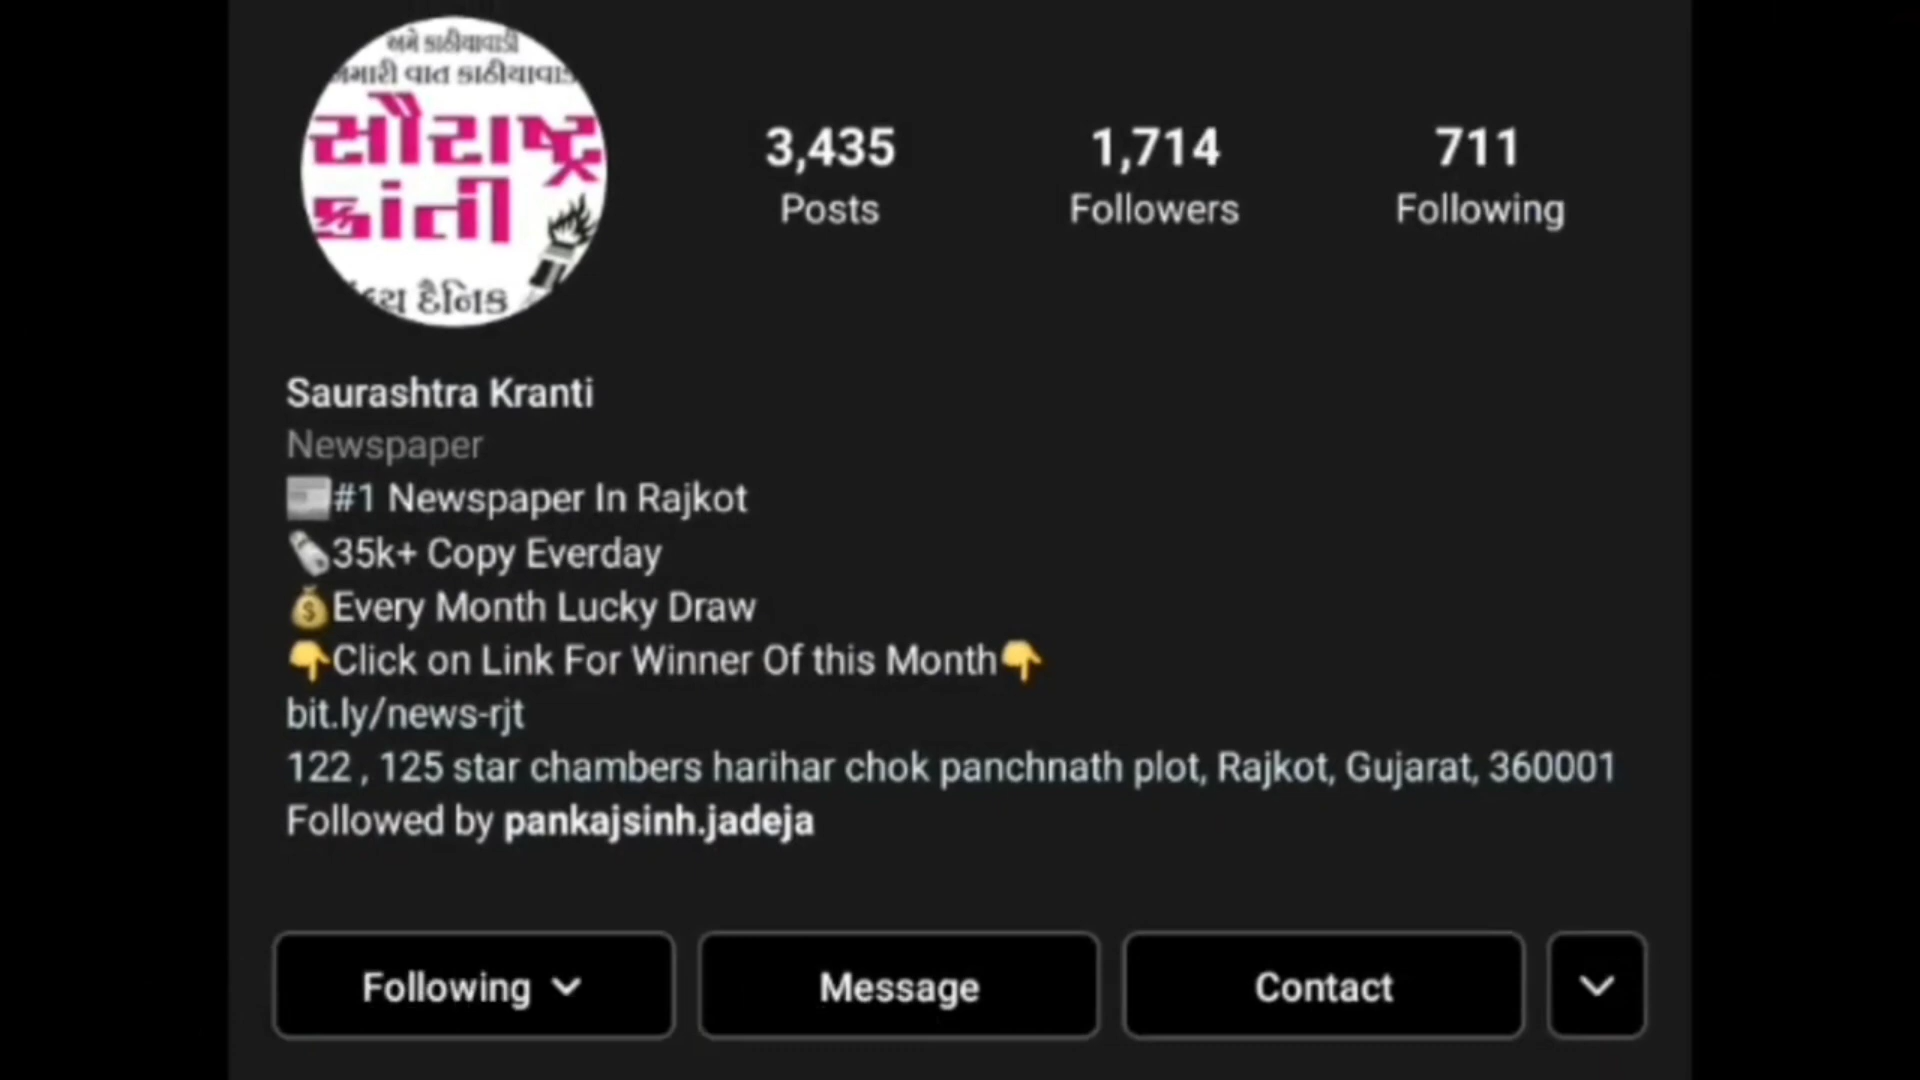 અમે કાઠીયાવાડી
અમારી વાત કાઠીયાવાડ
સૌરાષ્ટ્ર
ક્રાંતી
દૈનિક
3,435
Posts
1,714
Followers
711
Following
Saurashtra Kranti
Newspaper
#1 Newspaper In Rajkot
35k+ Copy Everday
Every Month Lucky Draw
Click on Link For Winner Of this Month
bit.ly/news-rjt
122 , 125 star chambers harihar chok panchnath plot, Rajkot, Gujarat, 360001
Followed by pankajsinh.jadeja
Following
Message
Contact